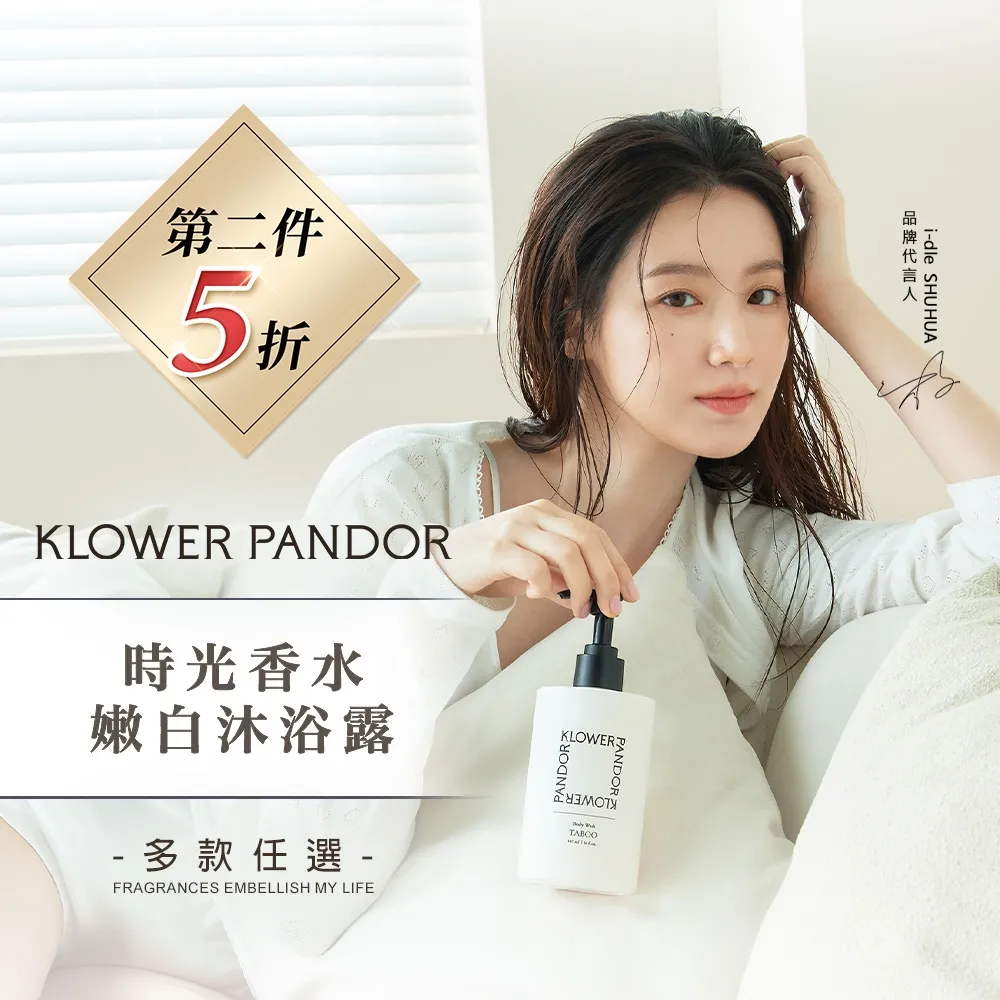 第二件
5折
品牌代言人
i-dle SHUHUA
KLOWER PANDOR
時光香水
嫩白沐浴露
-多款任選-
FRAGRANCES EMBELLISH MY LIFE
KLOWER
PANDOR
KLOWER
PANDOR
Body Wash
TABOO